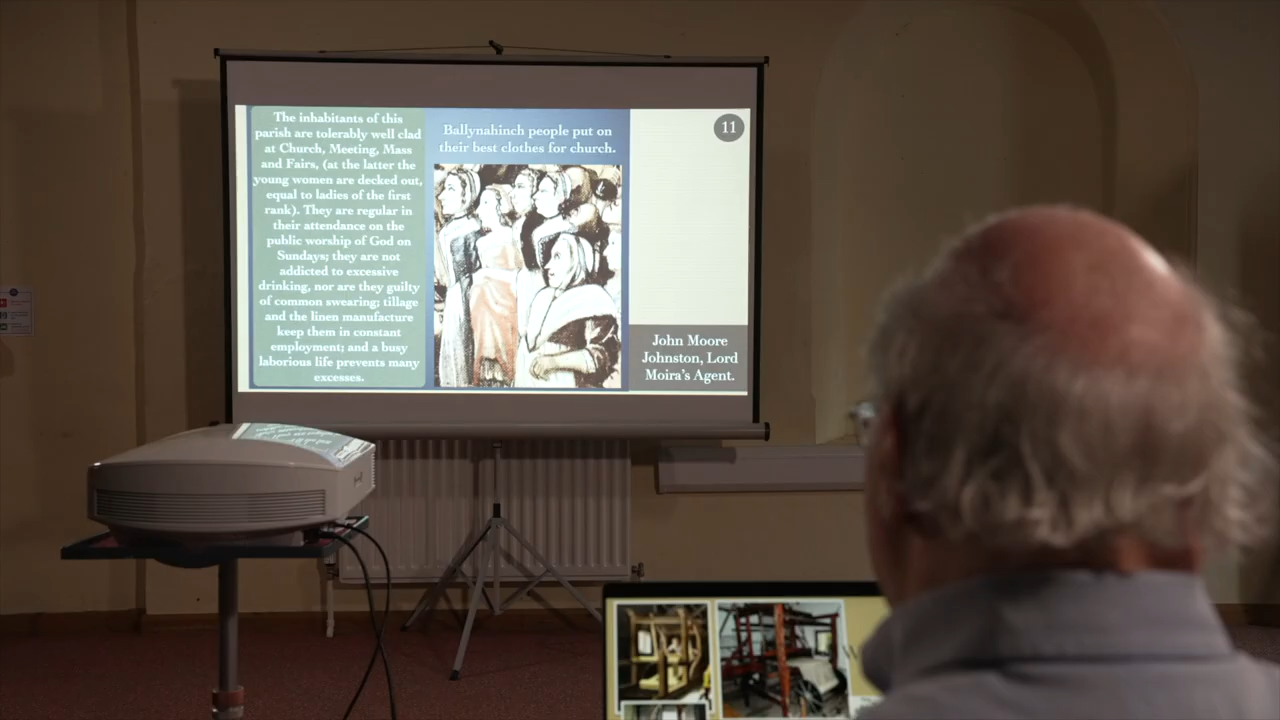 The inhabitants of this
parish are tolerably well clad
at Church, Meeting, Mass
and Fairs, (at the latter the
young women are decked out,
equal to ladies of the first
rank). They are regular in
their attendance on the
public worship of God on
Sundays; they are not
addicted to excessive
drinking, nor are they guilty
of common swearing; tillage
and the linen manufacture
keep them in constant
employment; and a busy
laborious life prevents many
excesses.
Ballynahinch people put on
their best clothes for church.
11
John Moore
Johnston, Lord
Moira's Agent.